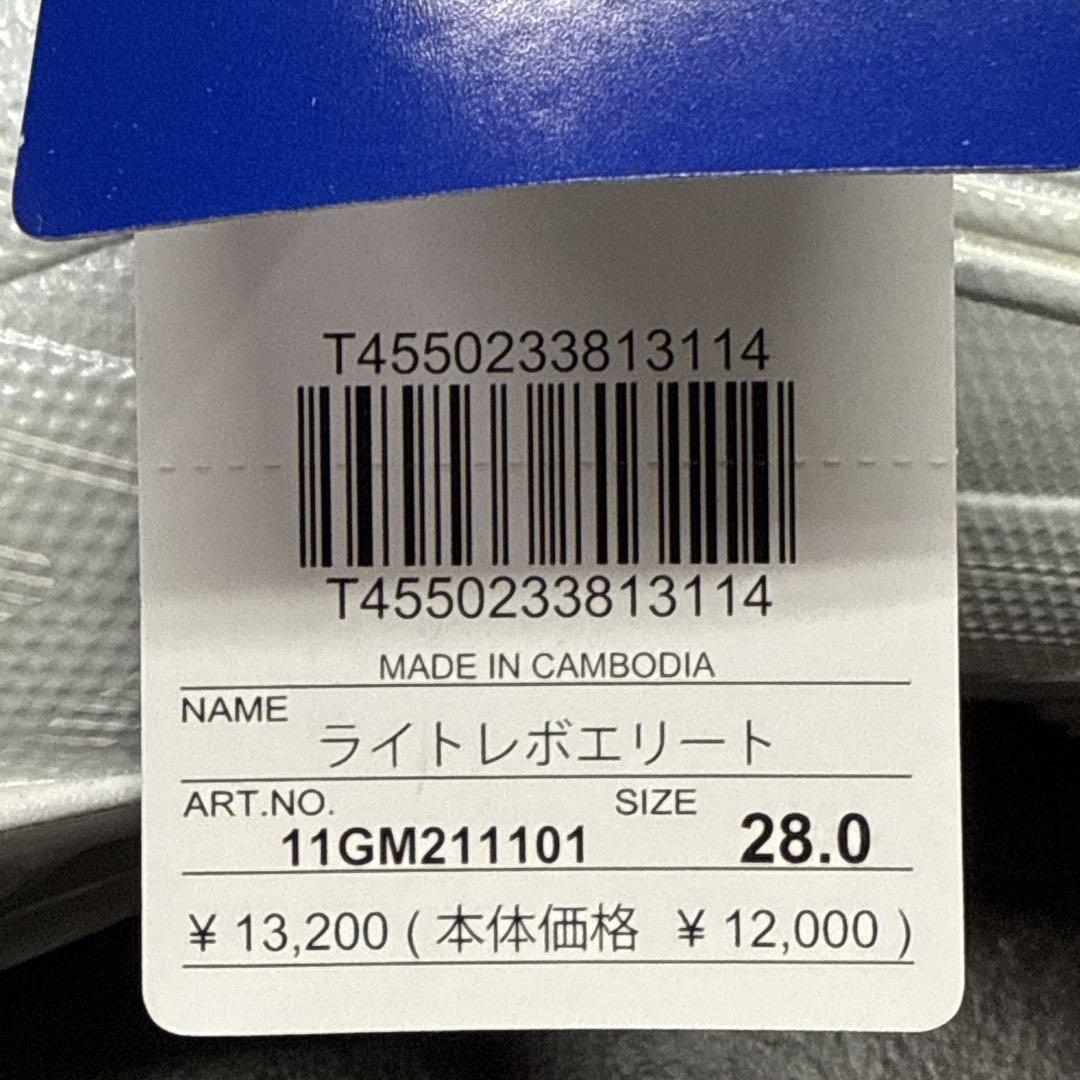 T4550233813114
T4550233813114
MADE IN CAMBODIA
NAME
ライトレボエリート
ART.NO. SIZE
11GM211101 28.0
¥ 13,200 ( 本体価格 ¥ 12,000 )